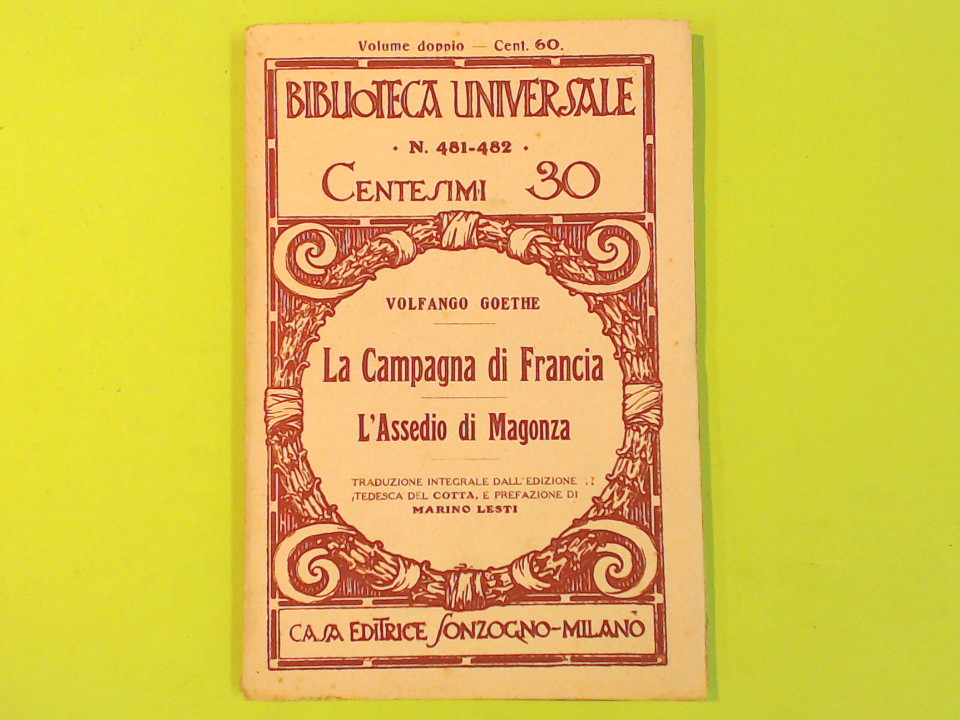 Volume doppio — Cent. 60.
BIBLIOTECA UNIVERSALE
• N. 481-482 •
CENTESIMI 30
VOLFANGO GOETHE
La Campagna di Francia
L'Assedio di Magonza
TRADUZIONE INTEGRALE DALL'EDIZIONE
TEDESCA DEL COTTA, E PREFAZIONE DI
MARINO LESTI
CASA EDITRICE SONZOGNO-MILANO